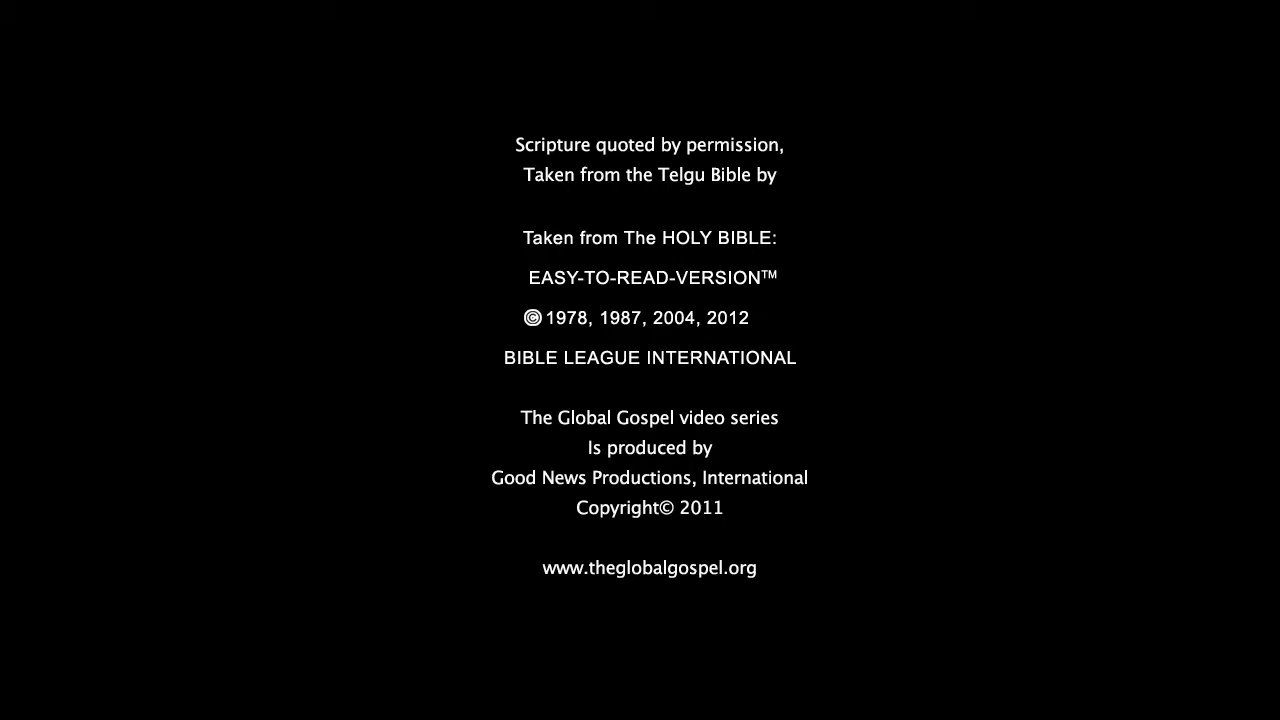 Scripture quoted by permission,
Taken from the Telgu Bible by
Taken from The HOLY BIBLE:
EASY-TO-READ-VERSION™
© 1978, 1987, 2004, 2012
BIBLE LEAGUE INTERNATIONAL
The Global Gospel video series
Is produced by
Good News Productions, International
Copyright© 2011
www.theglobalgospel.org